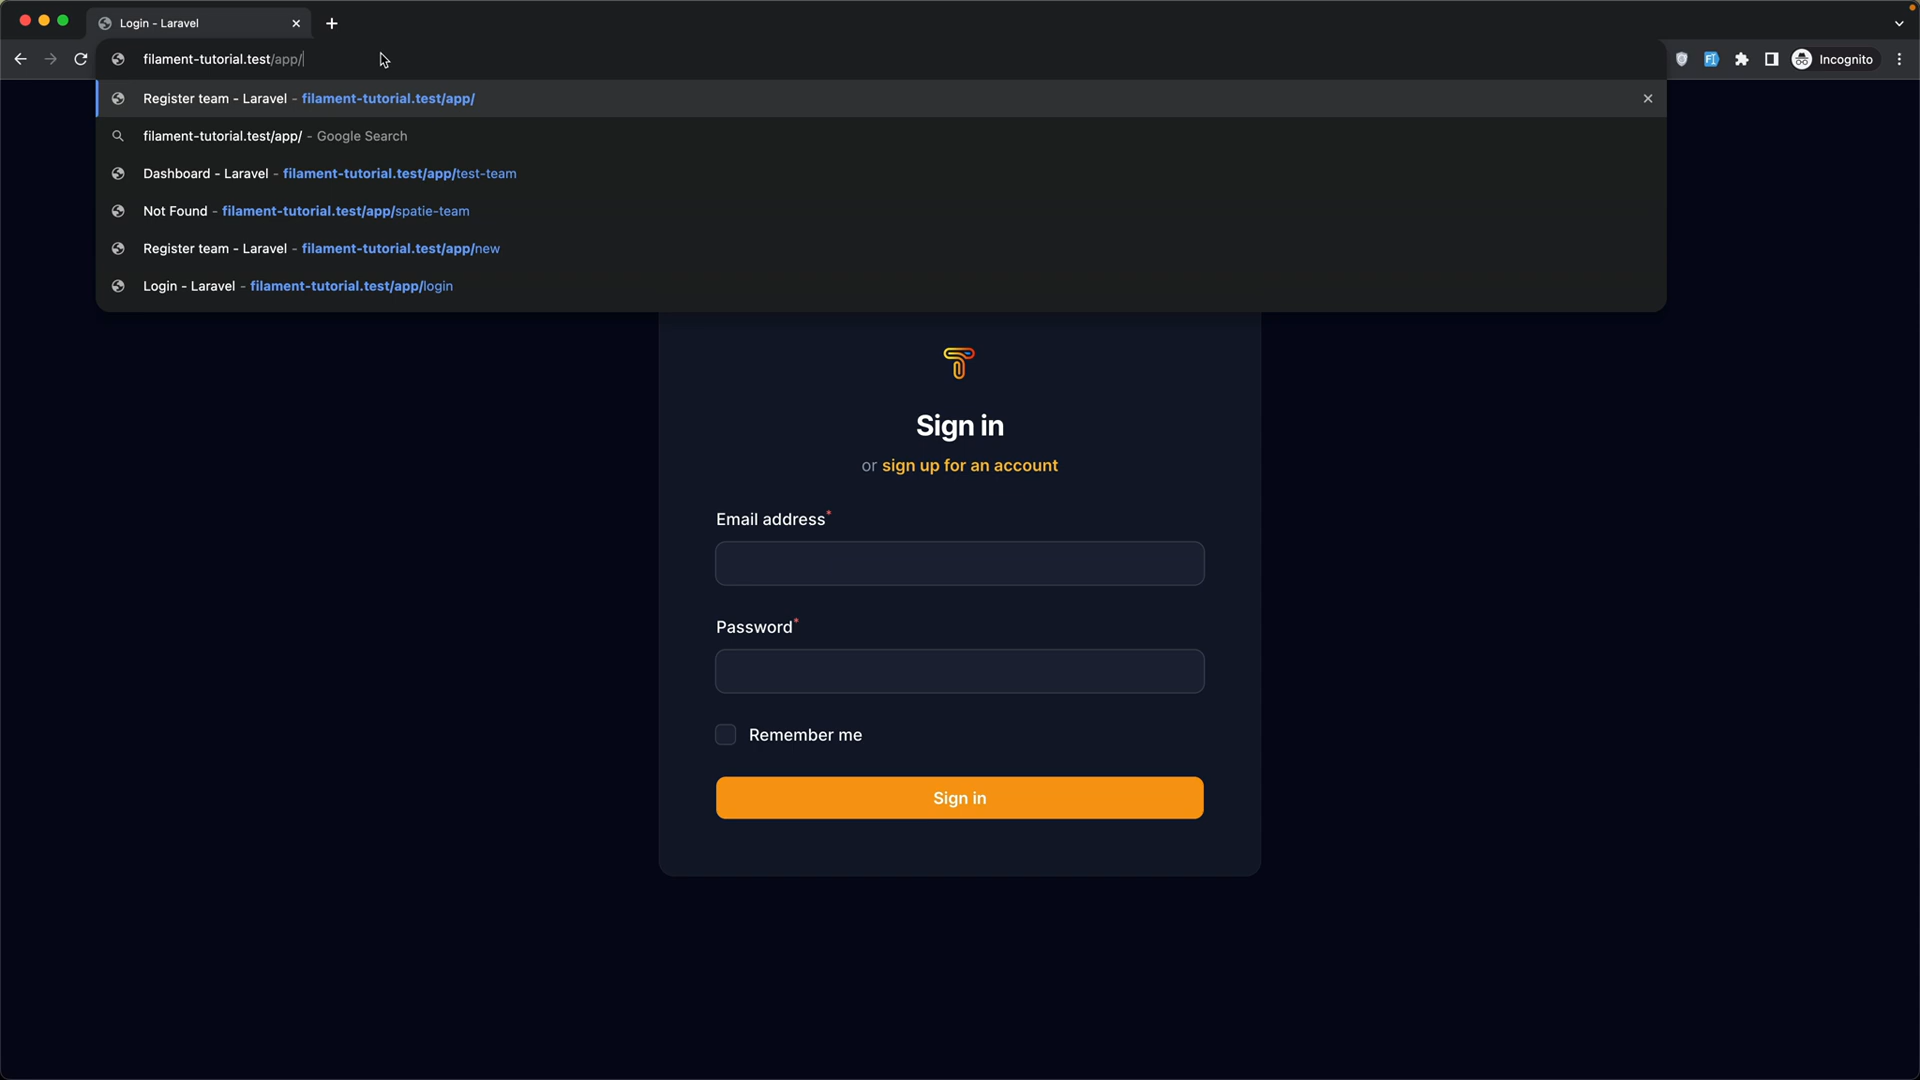 Login - Laravel
filament-tutorial.test/app/
Incognito
Register team - Laravel - filament-tutorial.test/app/
filament-tutorial.test/app/ - Google Search
Dashboard - Laravel - filament-tutorial.test/app/test-team
Not Found - filament-tutorial.test/app/spatie-team
Register team - Laravel - filament-tutorial.test/app/new
Login - Laravel - filament-tutorial.test/app/login
Sign in
or sign up for an account
Email address*
Password*
Remember me
Sign in